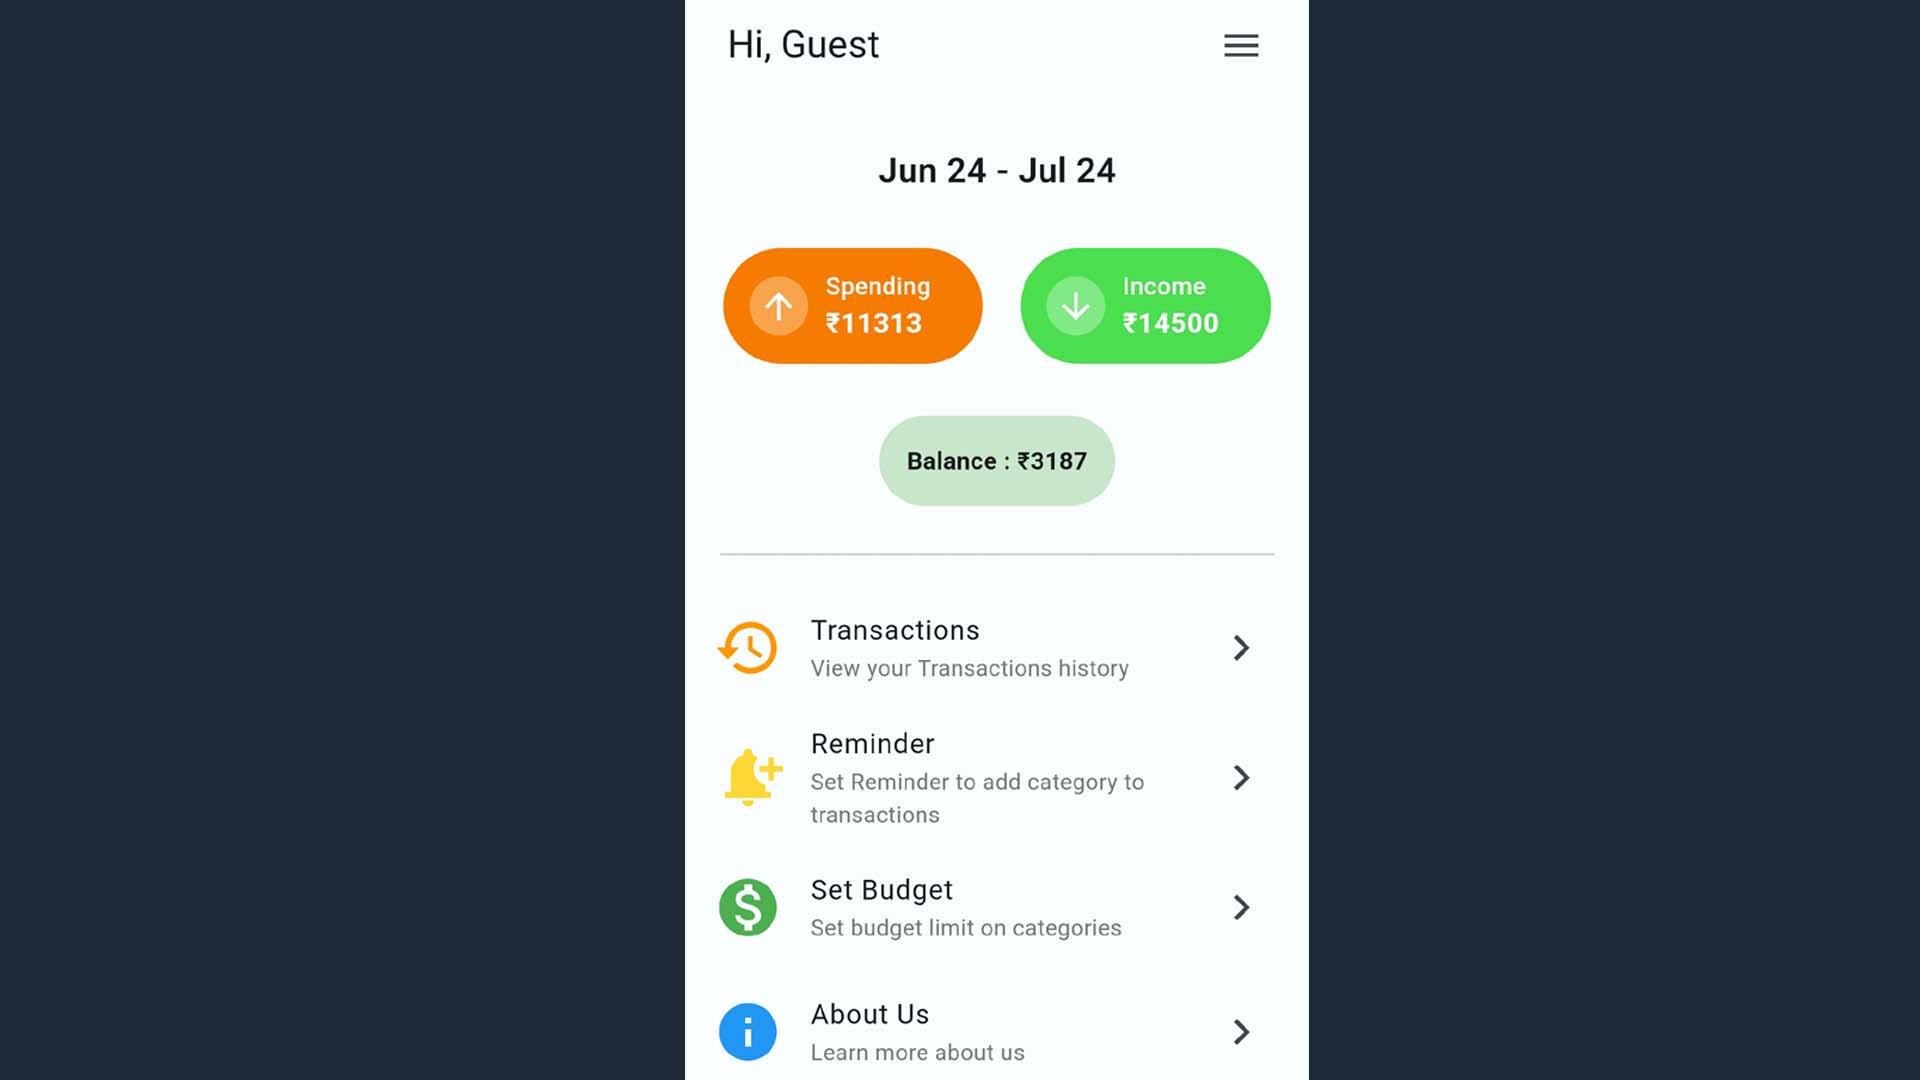 Hi, Guest
Jun 24 - Jul 24
Spending
₹11313
Income
₹14500
Balance : ₹3187
Transactions
View your Transactions history
Reminder
Set Reminder to add category to
transactions
Set Budget
Set budget limit on categories
About Us
Learn more about us